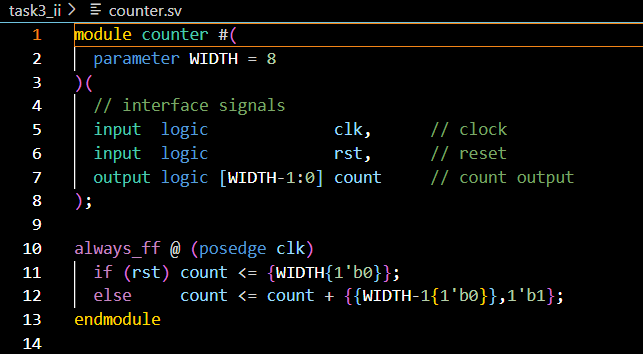 task3_ii > counter.sv
1 module counter #(
2   parameter WIDTH = 8
3 )(
4   // interface signals
5   input  logic             clk,      // clock
6   input  logic             rst,      // reset
7   output logic [WIDTH-1:0] count     // count output
8 );
9
10 always_ff @ (posedge clk)
11   if (rst) count <= {WIDTH{1'b0}};
12   else     count <= count + {{WIDTH-1{1'b0}},1'b1};
13 endmodule
14